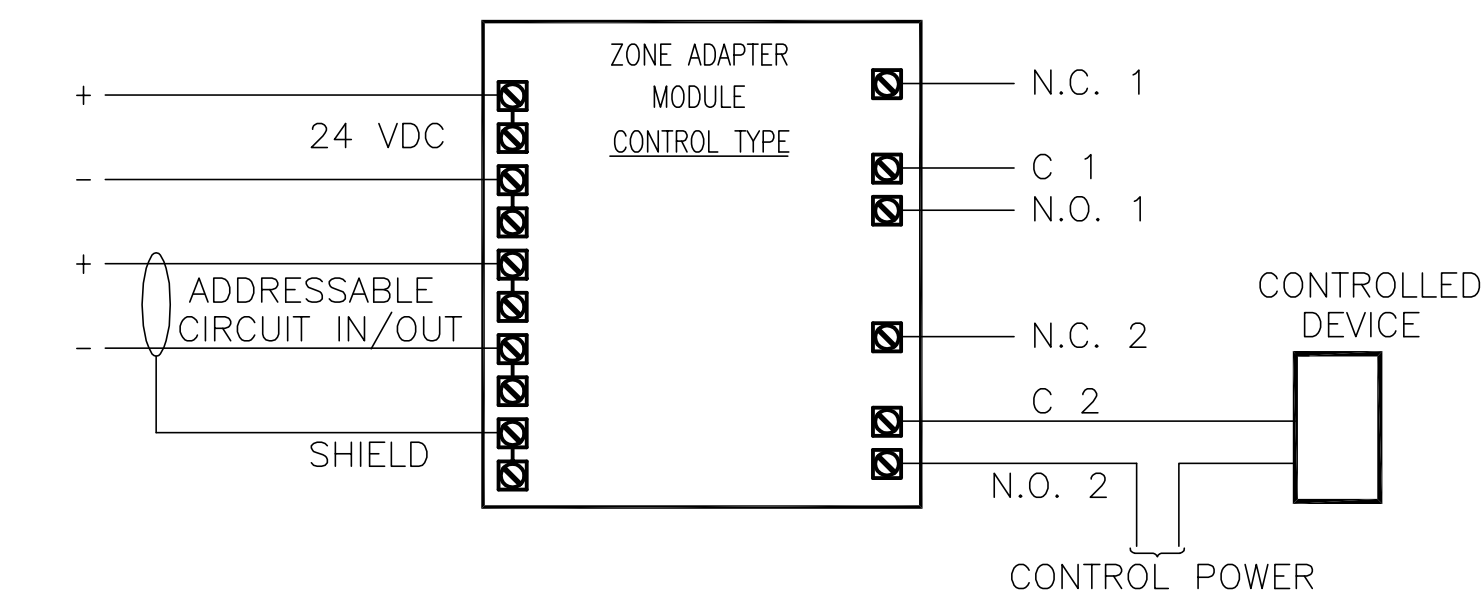 ZONE ADAPTER
MODULE
CONTROL TYPE
+
24 VDC
-
+
ADDRESSABLE
CIRCUIT IN/OUT
-
SHIELD
N.C. 1
C 1
N.O. 1
N.C. 2
C 2
N.O. 2
CONTROLLED
DEVICE
CONTROL POWER